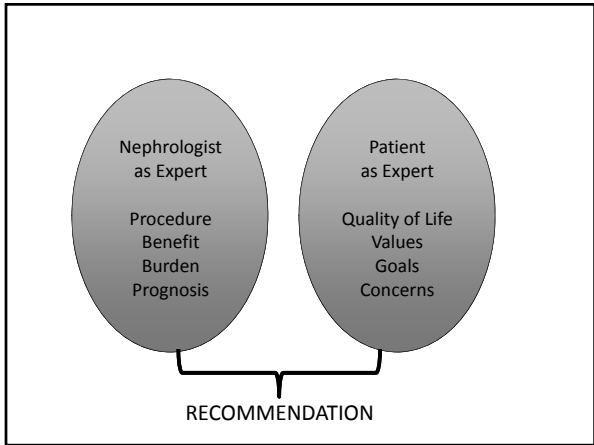 Nephrologist
as Expert
Procedure
Benefit
Burden
Prognosis
Patient
as Expert
Quality of Life
Values
Goals
Concerns
RECOMMENDATION